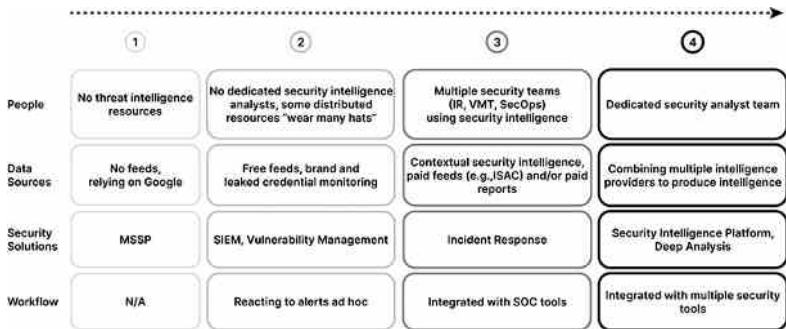 1 2 3 4
People
No threat intelligence
resources
No dedicated security intelligence
analysts, some distributed
resources "wear many hats"
Multiple security teams
(IR, VMT, SecOps)
using security intelligence
Dedicated security analyst team
Data
Sources
No feeds,
relying on Google
Free feeds, brand and
leaked credential monitoring
Contextual security intelligence,
paid feeds (e.g.,ISAC) and/or paid
reports
Combining multiple intelligence
providers to produce intelligence
Security
Solutions
MSSP
SIEM, Vulnerability Management
Incident Response
Security Intelligence Platform,
Deep Analysis
Workflow
N/A
Reacting to alerts ad hoc
Integrated with SOC tools
Integrated with multiple security
tools